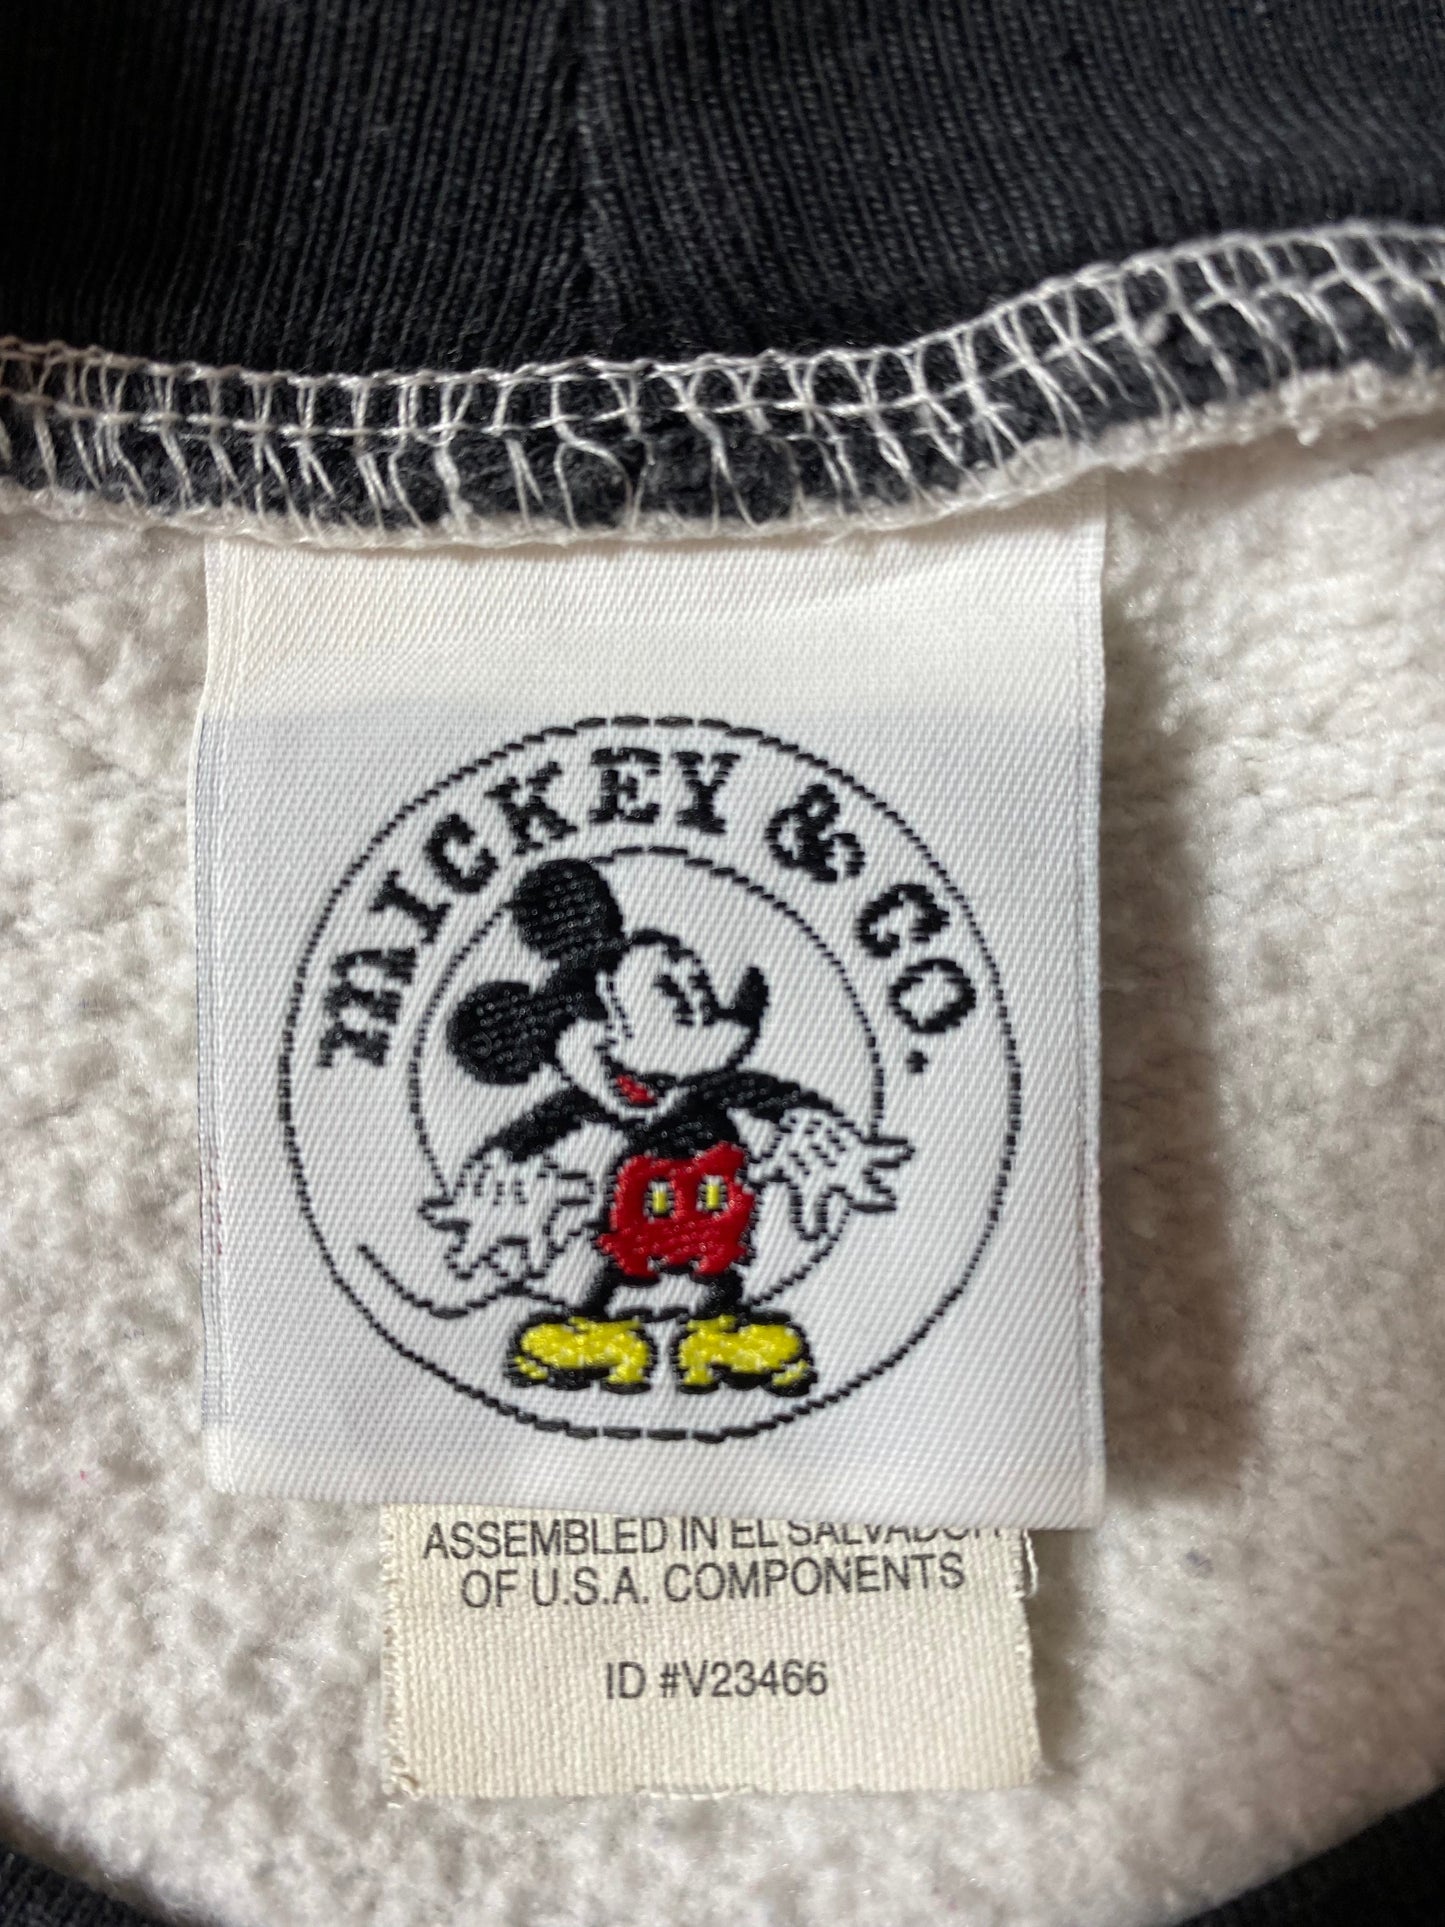 MICKEY & CO.
ASSEMBLED IN EL SALVADOR
OF U.S.A. COMPONENTS
ID #V23466